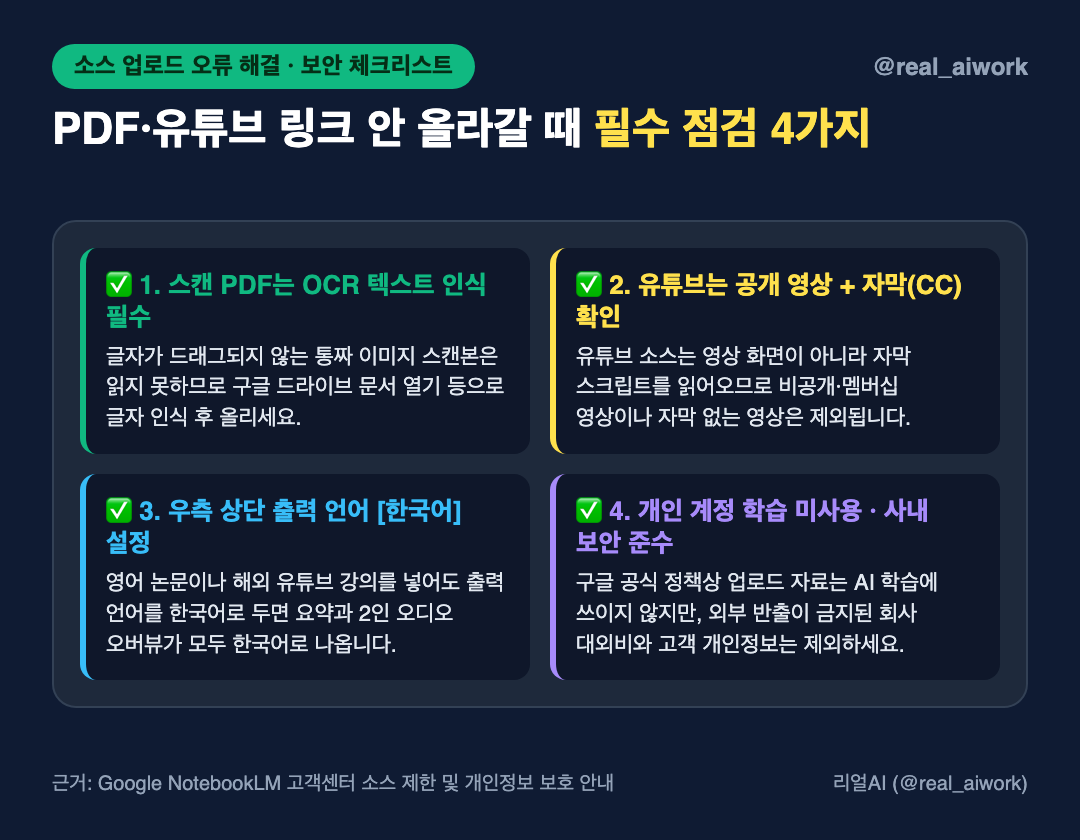 소스 업로드 오류 해결 · 보안 체크리스트
@real_aiwork
PDF·유튜브 링크 안 올라갈 때 필수 점검 4가지
✅ 1. 스캔 PDF는 OCR 텍스트 인식
필수
글자가 드래그되지 않는 통짜 이미지 스캔본은
읽지 못하므로 구글 드라이브 문서 열기 등으로
글자 인식 후 올리세요.
✅ 2. 유튜브는 공개 영상 + 자막(CC)
확인
유튜브 소스는 영상 화면이 아니라 자막
스크립트를 읽어오므로 비공개·멤버십
영상이나 자막 없는 영상은 제외됩니다.
✅ 3. 우측 상단 출력 언어 [한국어]
설정
영어 논문이나 해외 유튜브 강의를 넣어도 출력
언어를 한국어로 두면 요약과 2인 오디오
오버뷰가 모두 한국어로 나옵니다.
✅ 4. 개인 계정 학습 미사용 · 사내
보안 준수
구글 공식 정책상 업로드 자료는 AI 학습에
쓰이지 않지만, 외부 반출이 금지된 회사
대외비와 고객 개인정보는 제외하세요.
근거: Google NotebookLM 고객센터 소스 제한 및 개인정보 보호 안내
리얼AI (@real_aiwork)